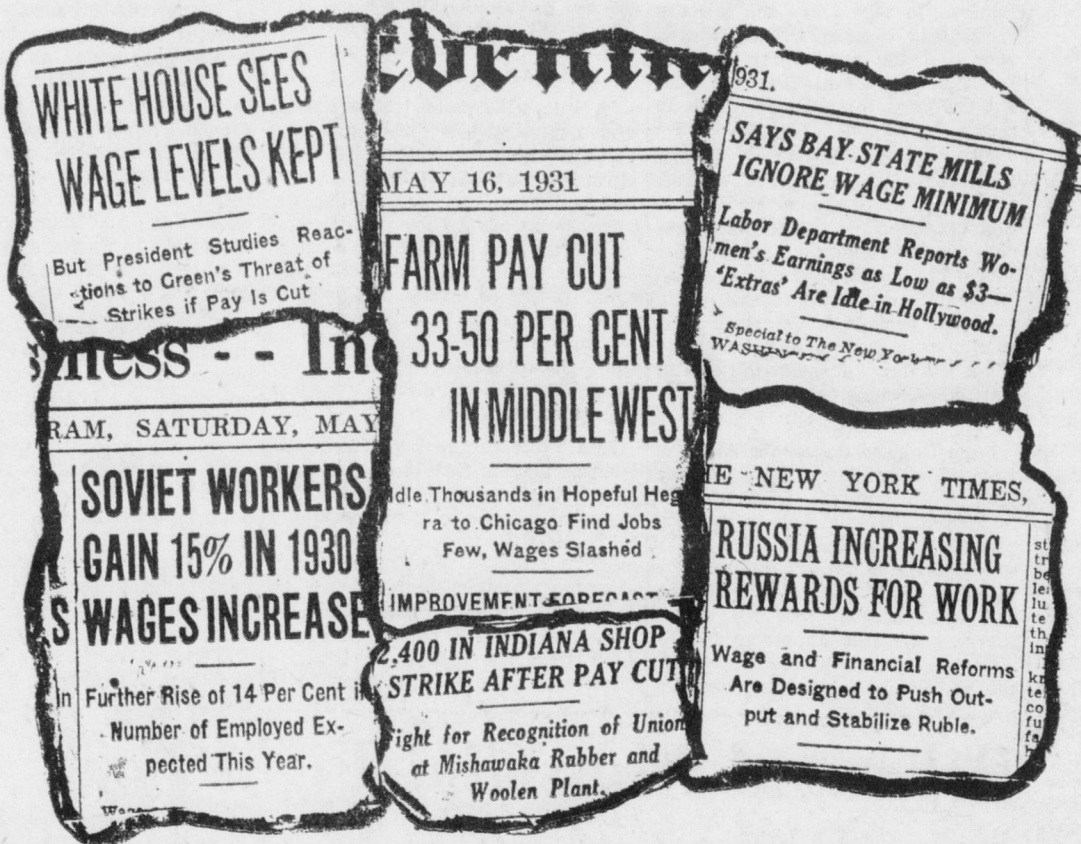 WHITE HOUSE SEES
WAGE LEVELS KEPT
But President Studies Reac-
tions to Green's Threat of
Strikes if Pay Is Cut
MAY 16, 1931
FARM PAY CUT
33-50 PER CENT
IN MIDDLE WEST
Idle Thousands in Hopeful Heg
ra to Chicago Find Jobs
Few, Wages Slashed
IMPROVEMENT FORECAST
931.
SAYS BAY STATE MILLS
IGNORE WAGE MINIMUM
Labor Department Reports Wo-
men's Earnings as Low as $3—
'Extras' Are Idle in Hollywood.
Special to The New York
siness - - In
RAM, SATURDAY, MAY
SOVIET WORKERS
GAIN 15% IN 1930
S WAGES INCREASE
In Further Rise of 14 Per Cent i
Number of Employed Ex-
pected This Year.
2,400 IN INDIANA SHOP
STRIKE AFTER PAY CUT
ight for Recognition of Union
at Mishawaka Rubber and
Woolen Plant.
HE NEW YORK TIMES,
RUSSIA INCREASING
REWARDS FOR WORK
Wage and Financial Reforms
Are Designed to Push Out-
put and Stabilize Ruble.